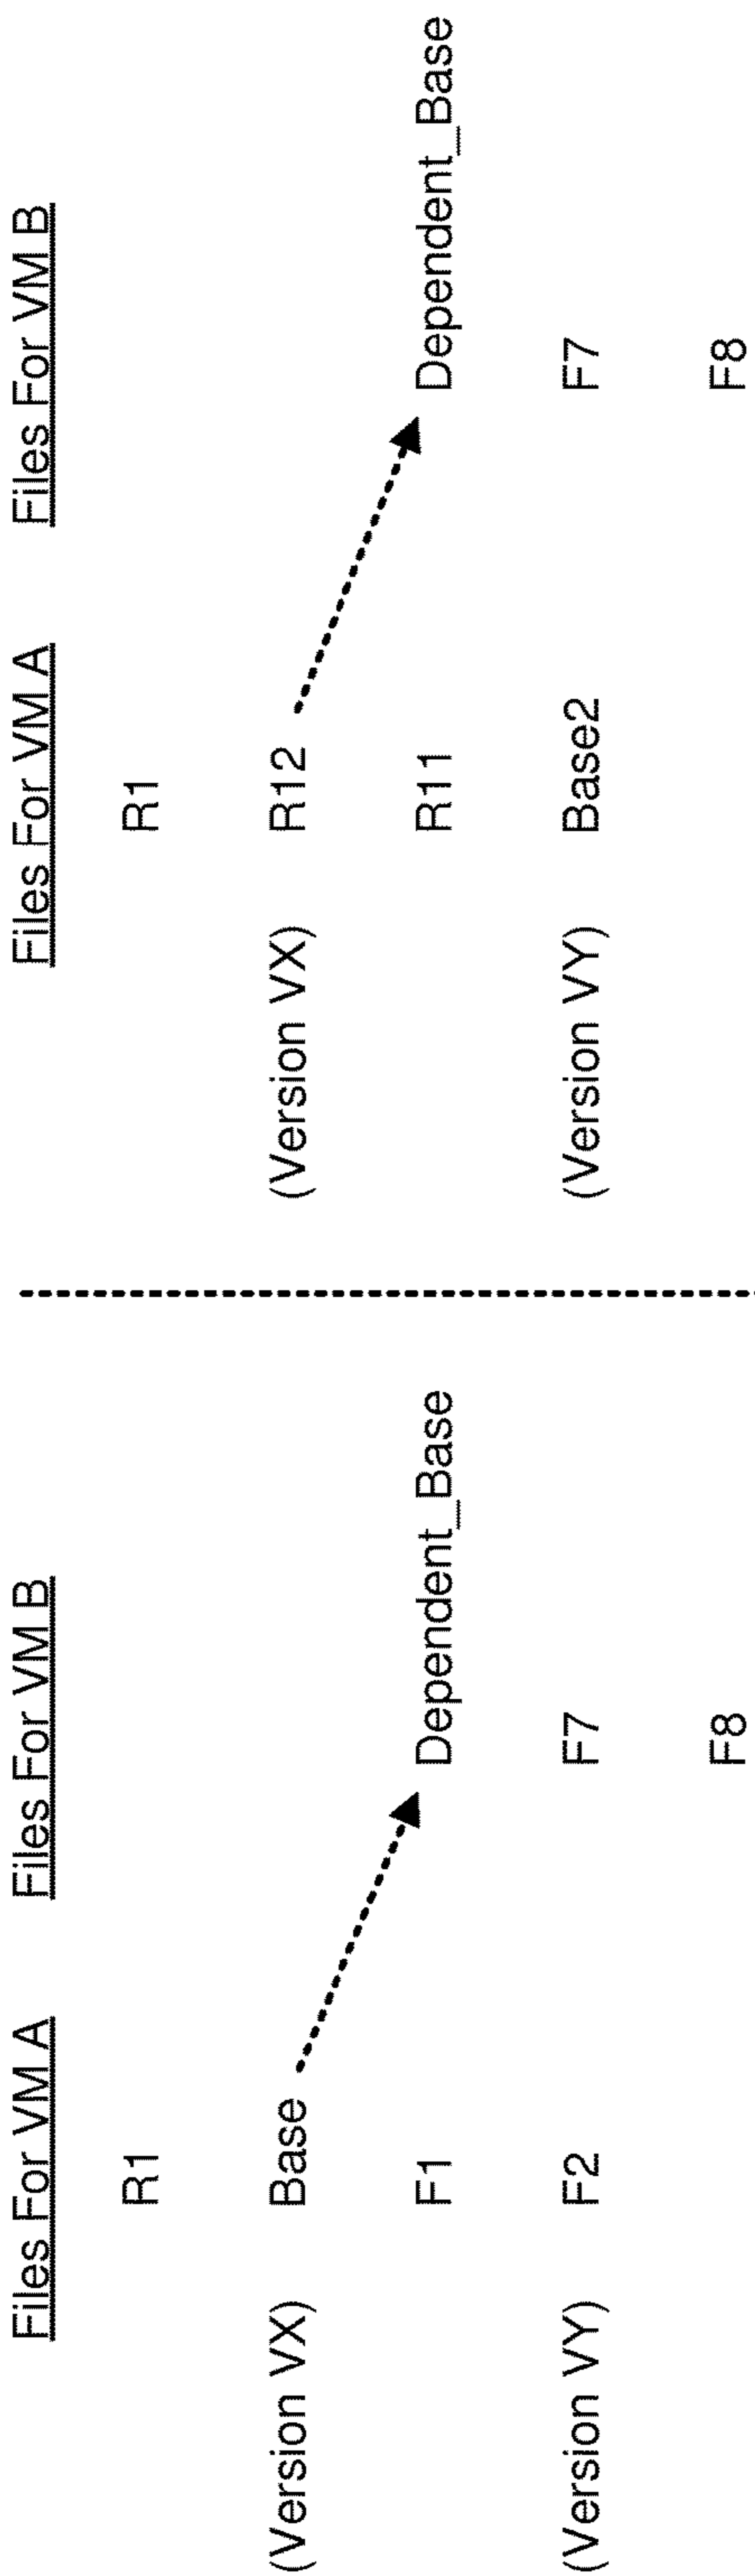 Files For VM A Files For VM B
R1
(Version VX) Base
F1 Dependent_Base
(Version VY) F2 F7
F8
Files For VM A Files For VM B
R1
(Version VX) R12
R11 Dependent_Base
(Version VY) Base2 F7
F8